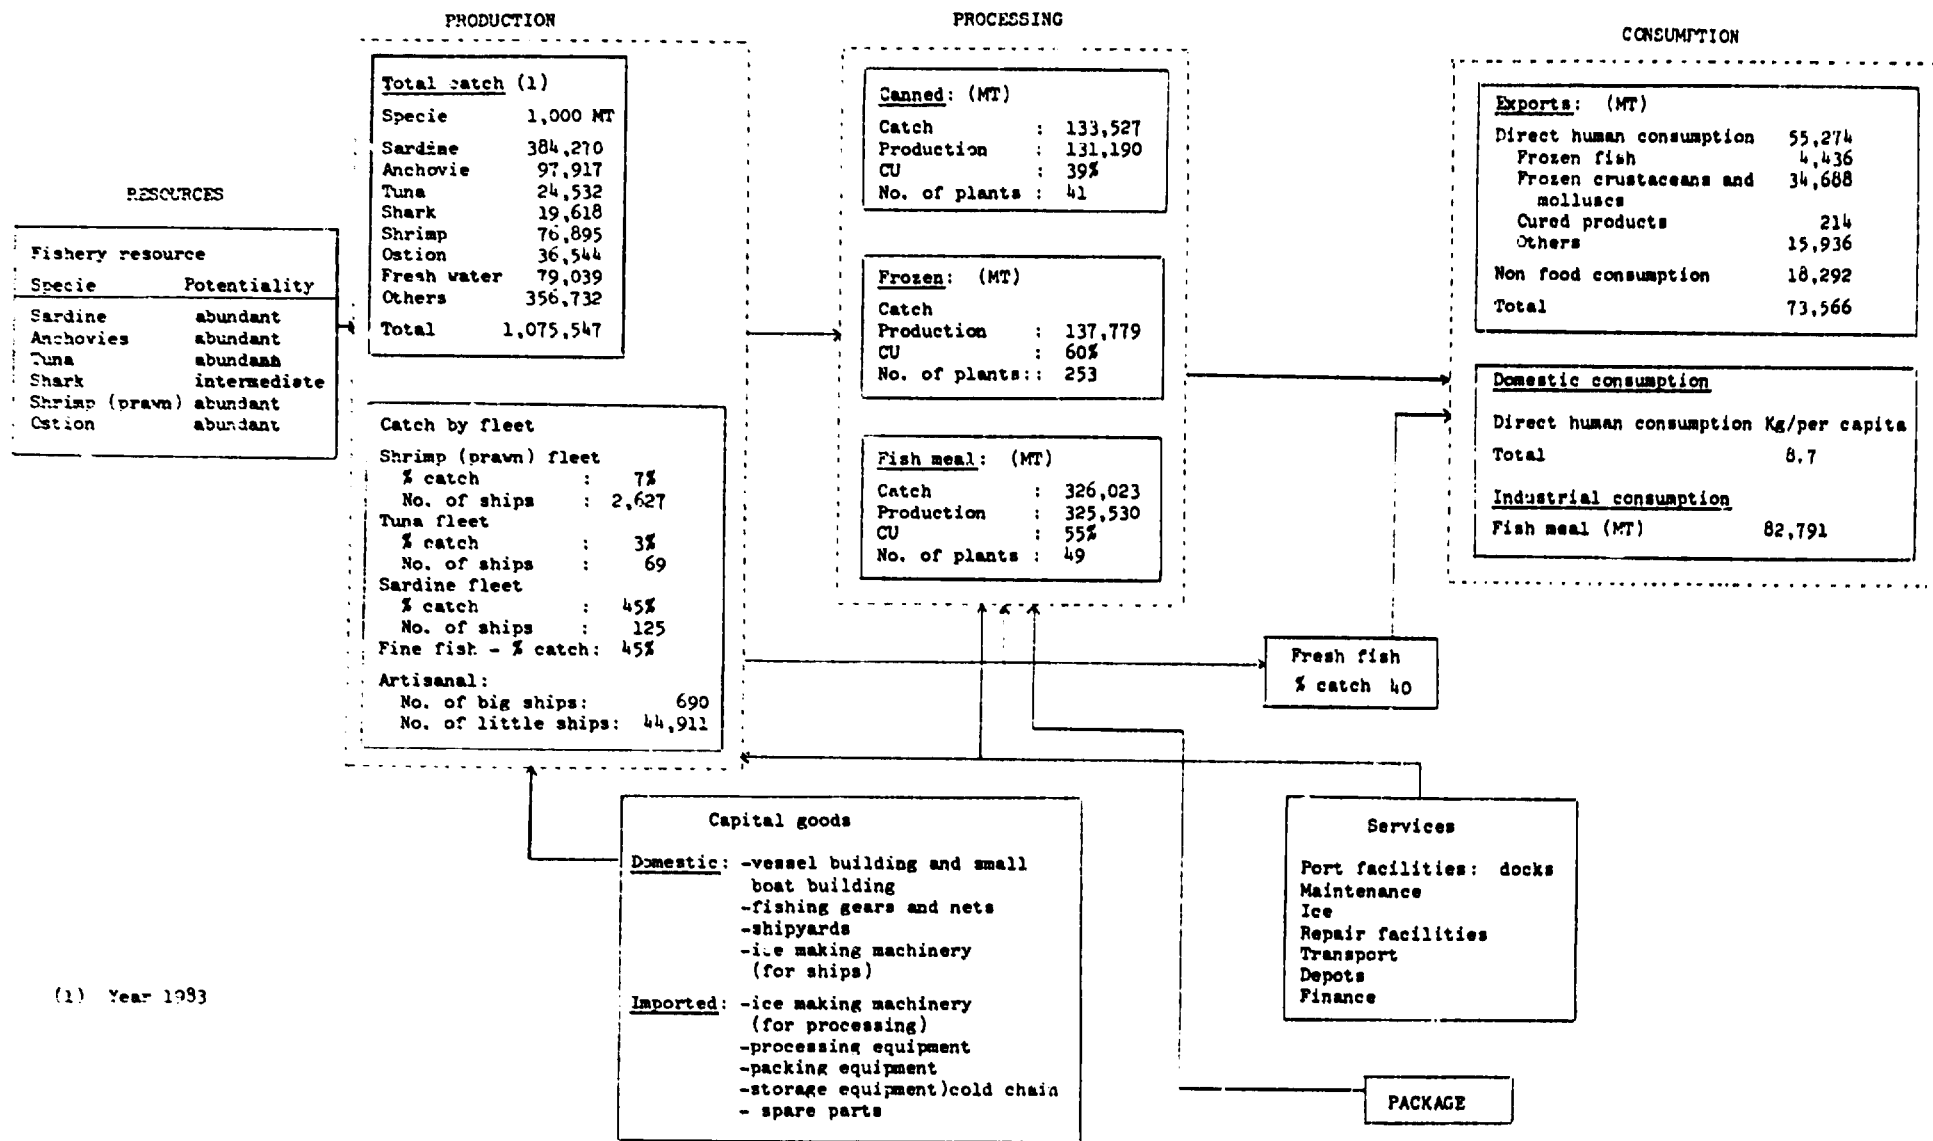 PRODUCTION
PROCESSING
CONSUMPTION
RESOURCES
Fishery resource
Specie Potentiality
Sardine abundant
Anchovies abundant
Tuna abundanh
Shark intermediate
Shrimp (prawn) abundant
Ostion abundant
Total catch (1)
Specie 1,000 MT
Sardine 384,270
Anchovie 97,917
Tuna 24,532
Shark 19,618
Shrimp 76,895
Ostion 36,544
Fresh water 79,039
Others 356,732
Total 1,075,547
Catch by fleet
Shrimp (prawn) fleet
% catch : 7%
No. of ships : 2,627
Tuna fleet
% catch : 3%
No. of ships : 69
Sardine fleet
% catch : 45%
No. of ships : 125
Fine fish - % catch: 45%
Artisanal:
No. of big ships: 690
No. of little ships: 44,911
Canned: (MT)
Catch : 133,527
Production : 131,190
CU : 39%
No. of plants : 41
Frozen: (MT)
Catch
Production : 137,779
CU : 60%
No. of plants:: 253
Fish meal: (MT)
Catch : 326,023
Production : 325,530
CU : 55%
No. of plants : 49
Exports: (MT)
Direct human consumption 55,274
Frozen fish 4,436
Frozen crustaceans and 34,688
molluscs
Cured products 214
Others 15,936
Non food consumption 18,292
Total 73,566
Domestic consumption
Direct human consumption Kg/per capita
Total 8.7
Industrial consumption
Fish meal (MT) 82,791
Fresh fish
% catch 40
Capital goods
Domestic: -vessel building and small
boat building
-fishing gears and nets
-shipyards
-ice making machinery
(for ships)
Imported: -ice making machinery
(for processing)
-processing equipment
-packing equipment
-storage equipment)cold chain
- spare parts
Services
Port facilities: docks
Maintenance
Ice
Repair facilities
Transport
Depots
Finance
PACKAGE
(1) Year 1983